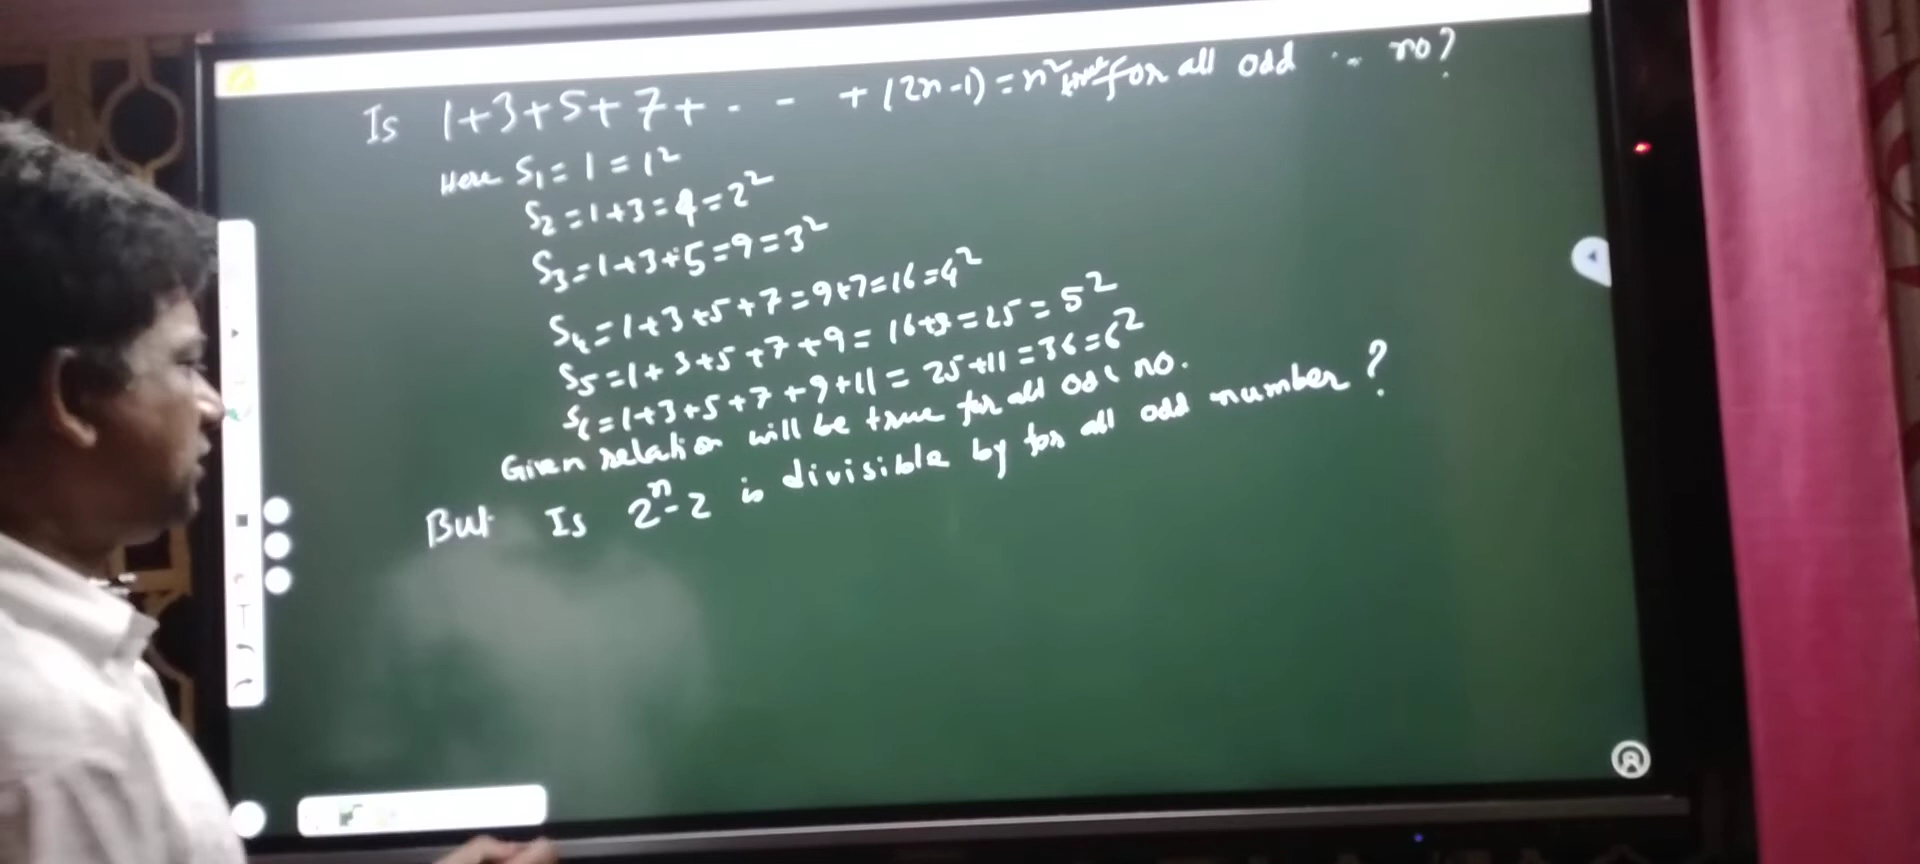 Is 1+3+5+7+ - - - +(2n-1)=n² true for all odd no?
Here S₁=1=1²
S₂=1+3=4=2²
S₃=1+3+5=9=3²
S₄=1+3+5+7=9+7=16=4²
S₅=1+3+5+7+9=16+9=25=5²
S₆=1+3+5+7+9+11=25+11=36=6²
Given relation will be true for all odd no.
But Is 2ⁿ-2 is divisible by for all odd number?